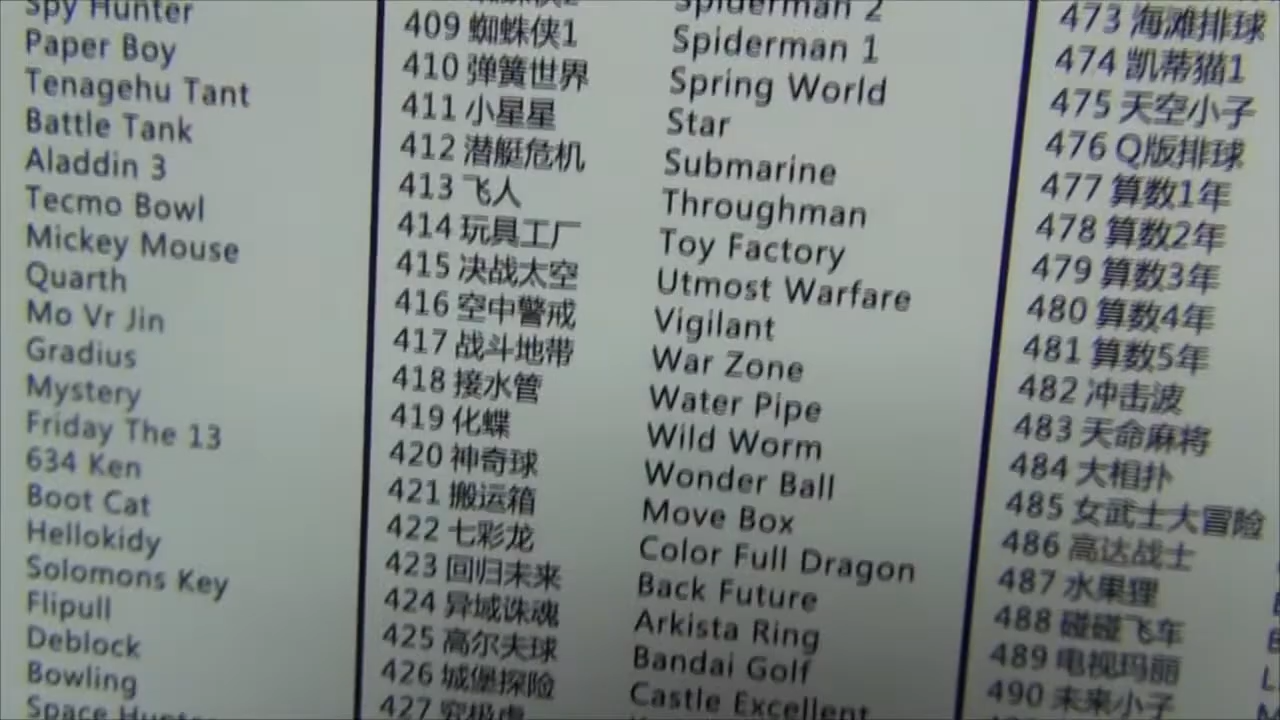 Spy Hunter
Paper Boy
Tenagehu Tant
Battle Tank
Aladdin 3
Tecmo Bowl
Mickey Mouse
Quarth
Mo Vr Jin
Gradius
Mystery
Friday The 13
634 Ken
Boot Cat
Hellokidy
Solomons Key
Flipull
Deblock
Bowling
Space Hunter
Spiderman 2
409 蜘蛛侠1 Spiderman 1
410 弹簧世界 Spring World
411 小星星 Star
412 潜艇危机 Submarine
413 飞人 Throughman
414 玩具工厂 Toy Factory
415 决战太空 Utmost Warfare
416 空中警戒 Vigilant
417 战斗地带 War Zone
418 接水管 Water Pipe
419 化蝶 Wild Worm
420 神奇球 Wonder Ball
421 搬运箱 Move Box
422 七彩龙 Color Full Dragon
423 回归未来 Back Future
424 异域诛魂 Arkista Ring
425 高尔夫球 Bandai Golf
426 城堡探险 Castle Excellent
427
473 海滩排球
474 凯蒂猫1
475 天空小子
476 Q版排球
477 算数1年
478 算数2年
479 算数3年
480 算数4年
481 算数5年
482 冲击波
483 天命麻将
484 大相扑
485 女武士大冒险
486 高达战士
487 水果狸
488 碰碰飞车
489 电视玛丽
490 未来小子